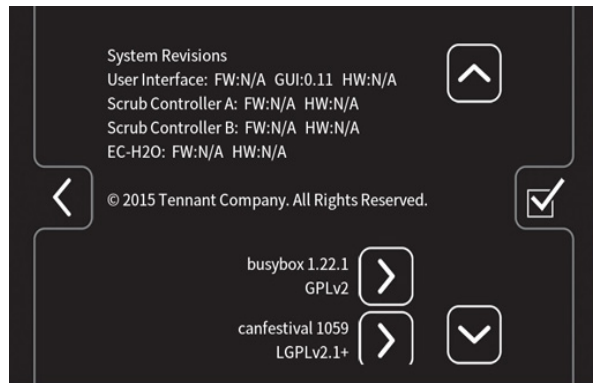 System Revisions
User Interface: FW:N/A GUI:0.11 HW:N/A
Scrub Controller A: FW:N/A HW:N/A
Scrub Controller B: FW:N/A HW:N/A
EC-H2O: FW:N/A HW:N/A
© 2015 Tennant Company. All Rights Reserved.
busybox 1.22.1
GPLv2
canfestival 1059
LGPLv2.1+